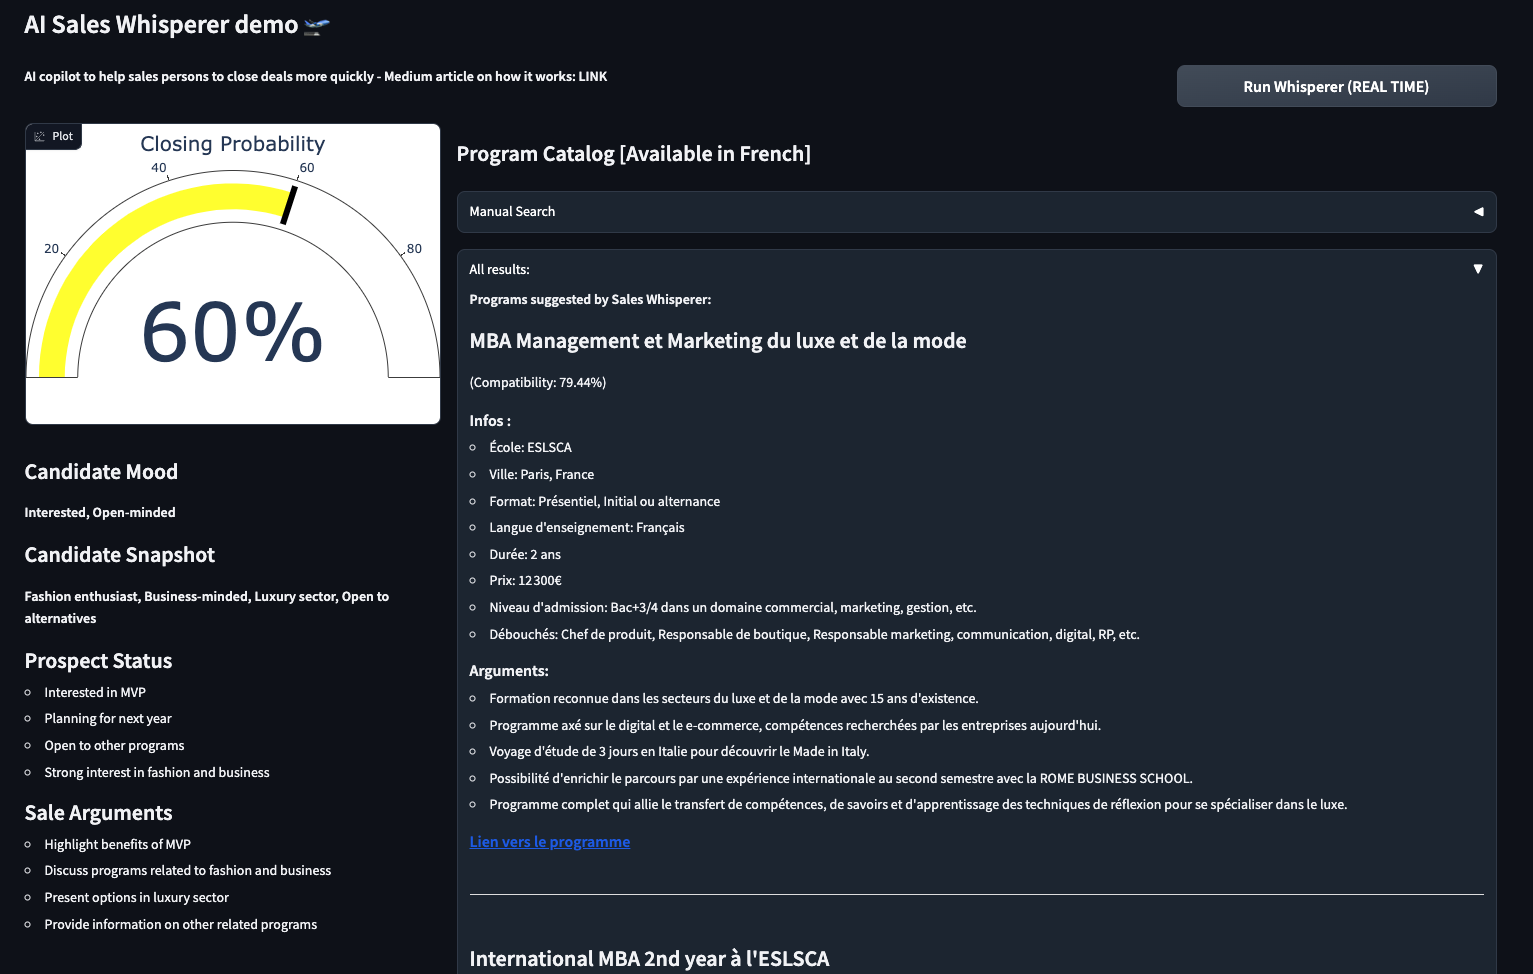 AI Sales Whisperer demo
AI copilot to help sales persons to close deals more quickly - Medium article on how it works: LINK
Run Whisperer (REAL TIME)
Plot
Closing Probability
20
40
60
80
60%
Candidate Mood
Interested, Open-minded
Candidate Snapshot
Fashion enthusiast, Business-minded, Luxury sector, Open to
alternatives
Prospect Status
Interested in MVP
Planning for next year
Open to other programs
Strong interest in fashion and business
Sale Arguments
Highlight benefits of MVP
Discuss programs related to fashion and business
Present options in luxury sector
Provide information on other related programs
Program Catalog [Available in French]
Manual Search
All results:
Programs suggested by Sales Whisperer:
MBA Management et Marketing du luxe et de la mode
(Compatibility: 79.44%)
Infos :
École: ESLSCA
Ville: Paris, France
Format: Présentiel, Initial ou alternance
Langue d'enseignement: Français
Durée: 2 ans
Prix: 12 300€
Niveau d'admission: Bac+3/4 dans un domaine commercial, marketing, gestion, etc.
Débouchés: Chef de produit, Responsable de boutique, Responsable marketing, communication, digital, RP, etc.
Arguments:
Formation reconnue dans les secteurs du luxe et de la mode avec 15 ans d'existence.
Programme axé sur le digital et le e-commerce, compétences recherchées par les entreprises aujourd'hui.
Voyage d'étude de 3 jours en Italie pour découvrir le Made in Italy.
Possibilité d'enrichir le parcours par une expérience internationale au second semestre avec la ROME BUSINESS SCHOOL.
Programme complet qui allie le transfert de compétences, de savoirs et d'apprentissage des techniques de réflexion pour se spécialiser dans le luxe.
Lien vers le programme
International MBA 2nd year à l'ESLSCA